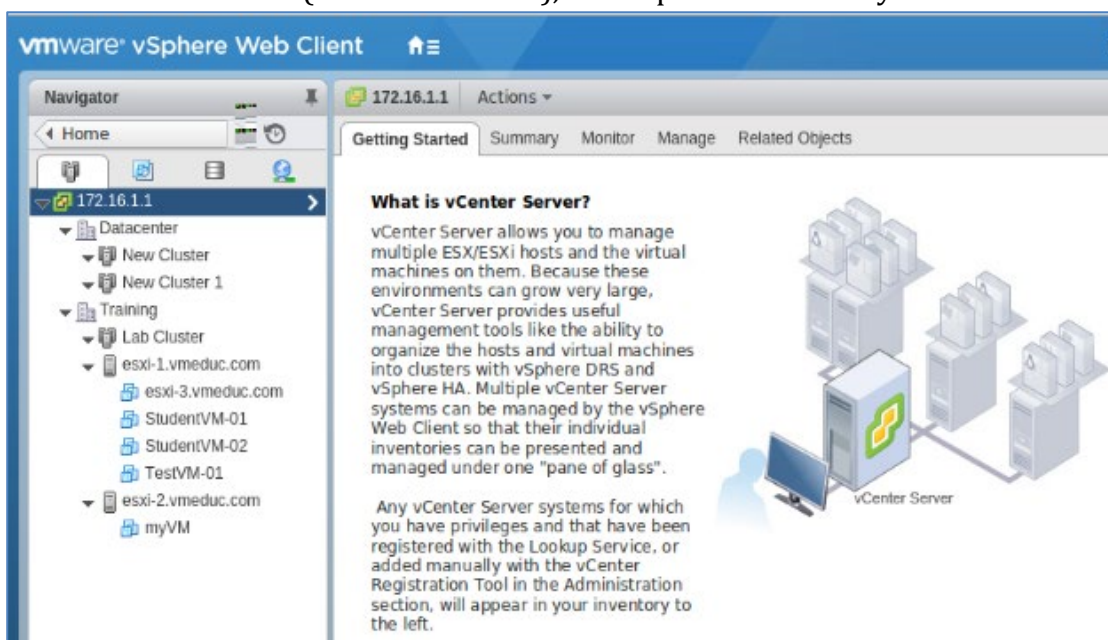 vmware® vSphere Web Client
Navigator
172.16.1.1 Actions
Home
Getting Started Summary Monitor Manage Related Objects
172.16.1.1
Datacenter
New Cluster
New Cluster 1
Training
Lab Cluster
esxi-1.vmeduc.com
esxi-3.vmeduc.com
StudentVM-01
StudentVM-02
TestVM-01
esxi-2.vmeduc.com
myVM
What is vCenter Server?
vCenter Server allows you to manage
multiple ESX/ESXi hosts and the virtual
machines on them. Because these
environments can grow very large,
vCenter Server provides useful
management tools like the ability to
organize the hosts and virtual machines
into clusters with vSphere DRS and
vSphere HA. Multiple vCenter Server
systems can be managed by the vSphere
Web Client so that their individual
inventories can be presented and
managed under one "pane of glass".
Any vCenter Server systems for which
you have privileges and that have been
registered with the Lookup Service, or
added manually with the vCenter
Registration Tool in the Administration
section, will appear in your inventory to
the left.
vCenter Server